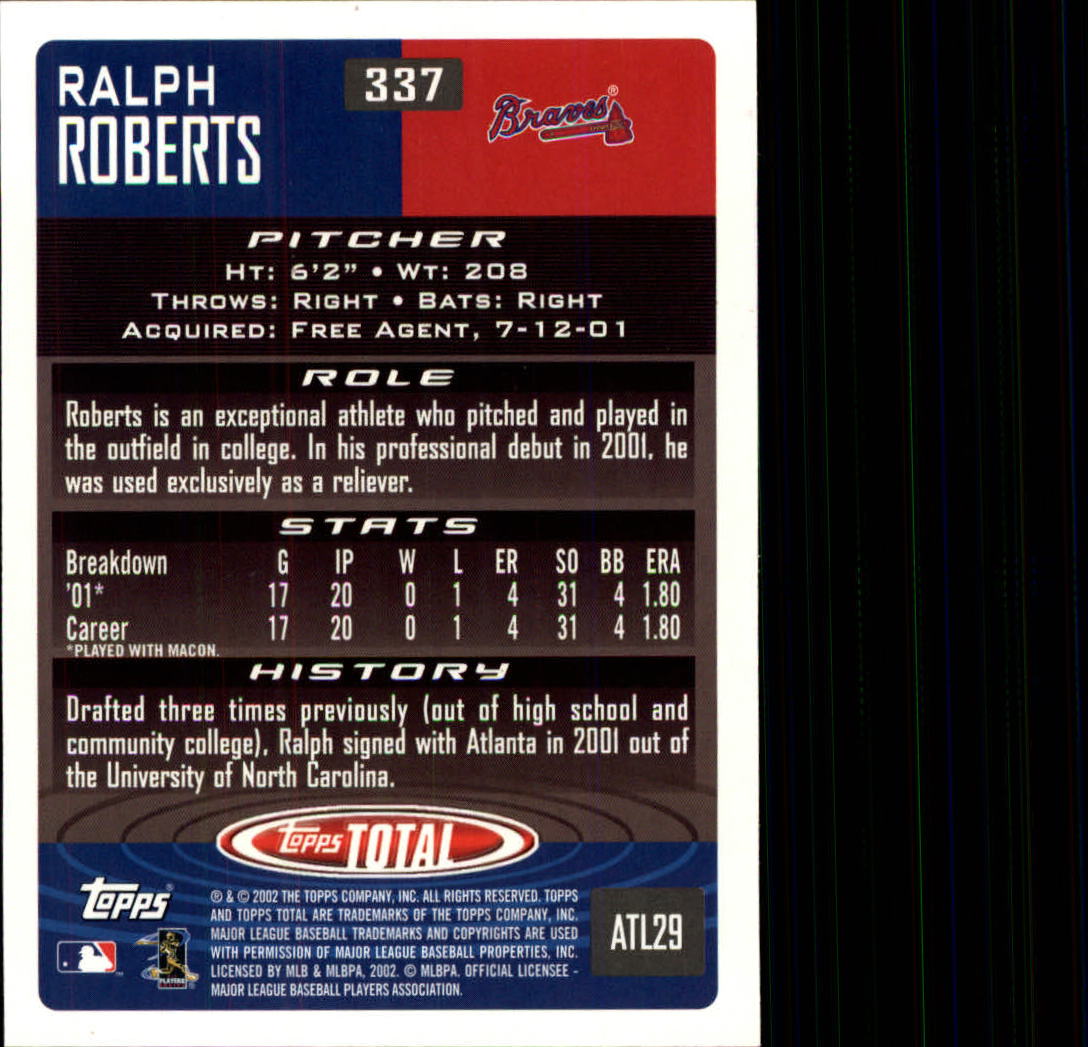 RALPH
ROBERTS
337
Braves®
PITCHER
HT: 6'2" • WT: 208
THROWS: RIGHT • BATS: RIGHT
ACQUIRED: FREE AGENT, 7-12-01
ROLE
Roberts is an exceptional athlete who pitched and played in
the outfield in college. In his professional debut in 2001, he
was used exclusively as a reliever.
STATS
Breakdown G IP W L ER SO BB ERA
'01* 17 20 0 1 4 31 4 1.80
Career 17 20 0 1 4 31 4 1.80
*PLAYED WITH MACON.
HISTORY
Drafted three times previously (out of high school and
community college), Ralph signed with Atlanta in 2001 out of
the University of North Carolina.
Topps TOTAL
Topps®
® & © 2002 THE TOPPS COMPANY, INC. ALL RIGHTS RESERVED. TOPPS
AND TOPPS TOTAL ARE TRADEMARKS OF THE TOPPS COMPANY, INC.
MAJOR LEAGUE BASEBALL TRADEMARKS AND COPYRIGHTS ARE USED
WITH PERMISSION OF MAJOR LEAGUE BASEBALL PROPERTIES, INC.
LICENSED BY MLB & MLBPA, 2002. © MLBPA. OFFICIAL LICENSEE -
MAJOR LEAGUE BASEBALL PLAYERS ASSOCIATION.
PLAYERS
ATL29